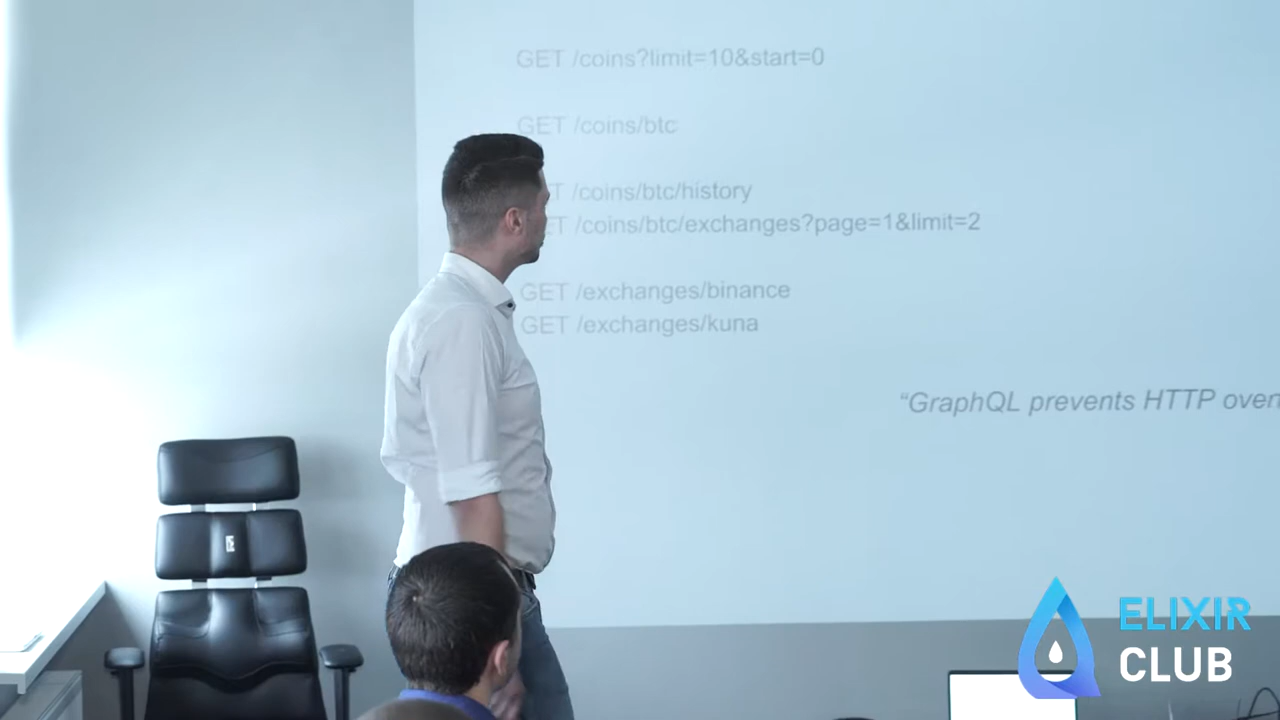 GET /coins?limit=10&start=0
GET /coins/btc
/coins/btc/history
/coins/btc/exchanges?page=1&limit=2
GET /exchanges/binance
GET /exchanges/kuna
“GraphQL prevents HTTP
ELIXIR
CLUB